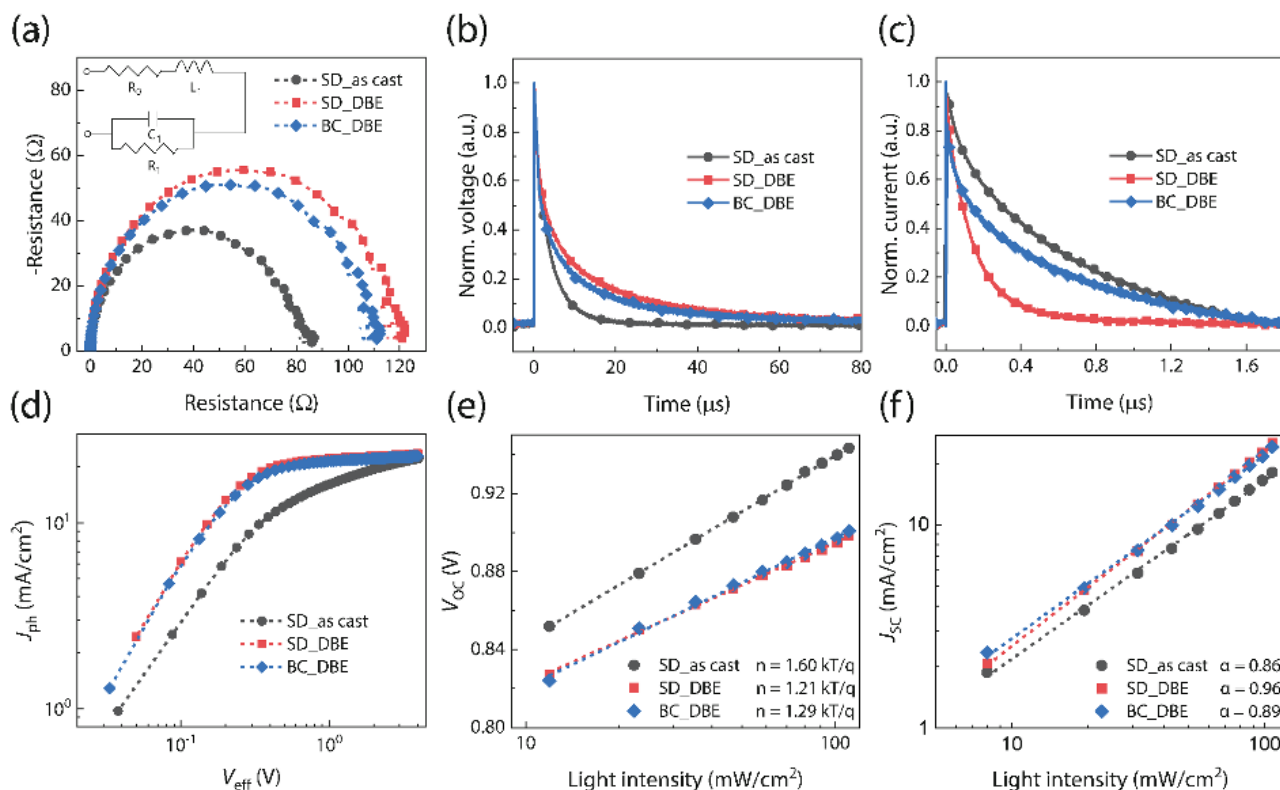 (a)
80
60
40
20
0
-Resistance (Ω)
0 20 40 60 80 100 120
Resistance (Ω)
C1
R1
SD_as cast
SD_DBE
BC_DBE
(b)
1.0
0.8
0.6
0.4
0.2
0.0
Norm. voltage (a.u.)
0 20 40 60 80
Time (μs)
SD_as cast
SD_DBE
BC_DBE
(c)
1.0
0.8
0.6
0.4
0.2
0.0
Norm. current (a.u.)
0.0 0.4 0.8 1.2 1.6
Time (μs)
SD_as cast
SD_DBE
BC_DBE
(d)
10¹
10⁰
Jph (mA/cm²)
10⁻¹ 10⁰
Veff (V)
SD_as cast
SD_DBE
BC_DBE
(e)
0.92
0.88
0.84
0.80
VOC (V)
10 100
Light intensity (mW/cm²)
SD_as cast n = 1.60 kT/q
SD_DBE n = 1.21 kT/q
BC_DBE n = 1.29 kT/q
(f)
10
1
JSC (mA/cm²)
10 100
Light intensity (mW/cm²)
SD_as cast α = 0.86
SD_DBE α = 0.96
BC_DBE α = 0.89